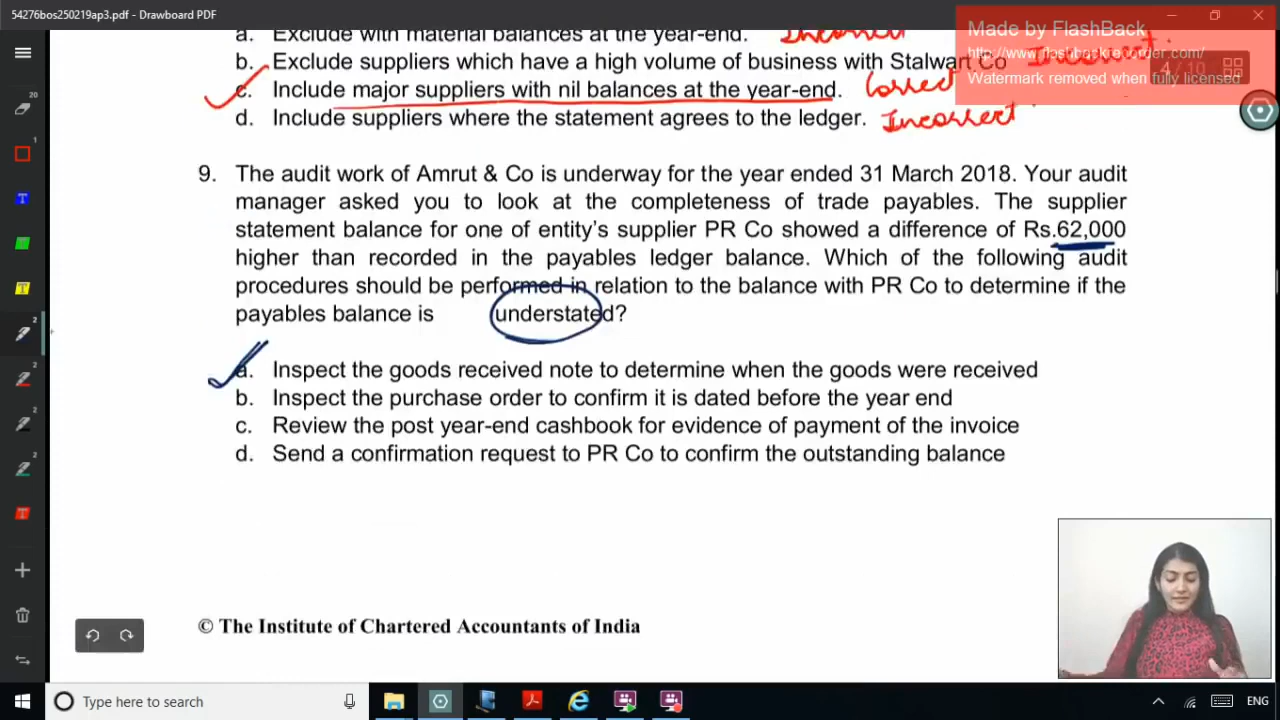 54276bos250219ap3.pdf - Drawboard PDF
Made by FlashBack
http://www.flashbackrecorder.com/
Watermark removed when fully licensed
4 / 10
a. Exclude with material balances at the year-end. Incorrect
b. Exclude suppliers which have a high volume of business with Stalwart Co Incorrect.
c. Include major suppliers with nil balances at the year-end. Correct
d. Include suppliers where the statement agrees to the ledger. Incorrect
9. The audit work of Amrut & Co is underway for the year ended 31 March 2018. Your audit
manager asked you to look at the completeness of trade payables. The supplier
statement balance for one of entity's supplier PR Co showed a difference of Rs.62,000
higher than recorded in the payables ledger balance. Which of the following audit
procedures should be performed in relation to the balance with PR Co to determine if the
payables balance is understated?
a. Inspect the goods received note to determine when the goods were received
b. Inspect the purchase order to confirm it is dated before the year end
c. Review the post year-end cashbook for evidence of payment of the invoice
d. Send a confirmation request to PR Co to confirm the outstanding balance
© The Institute of Chartered Accountants of India
Type here to search
ENG